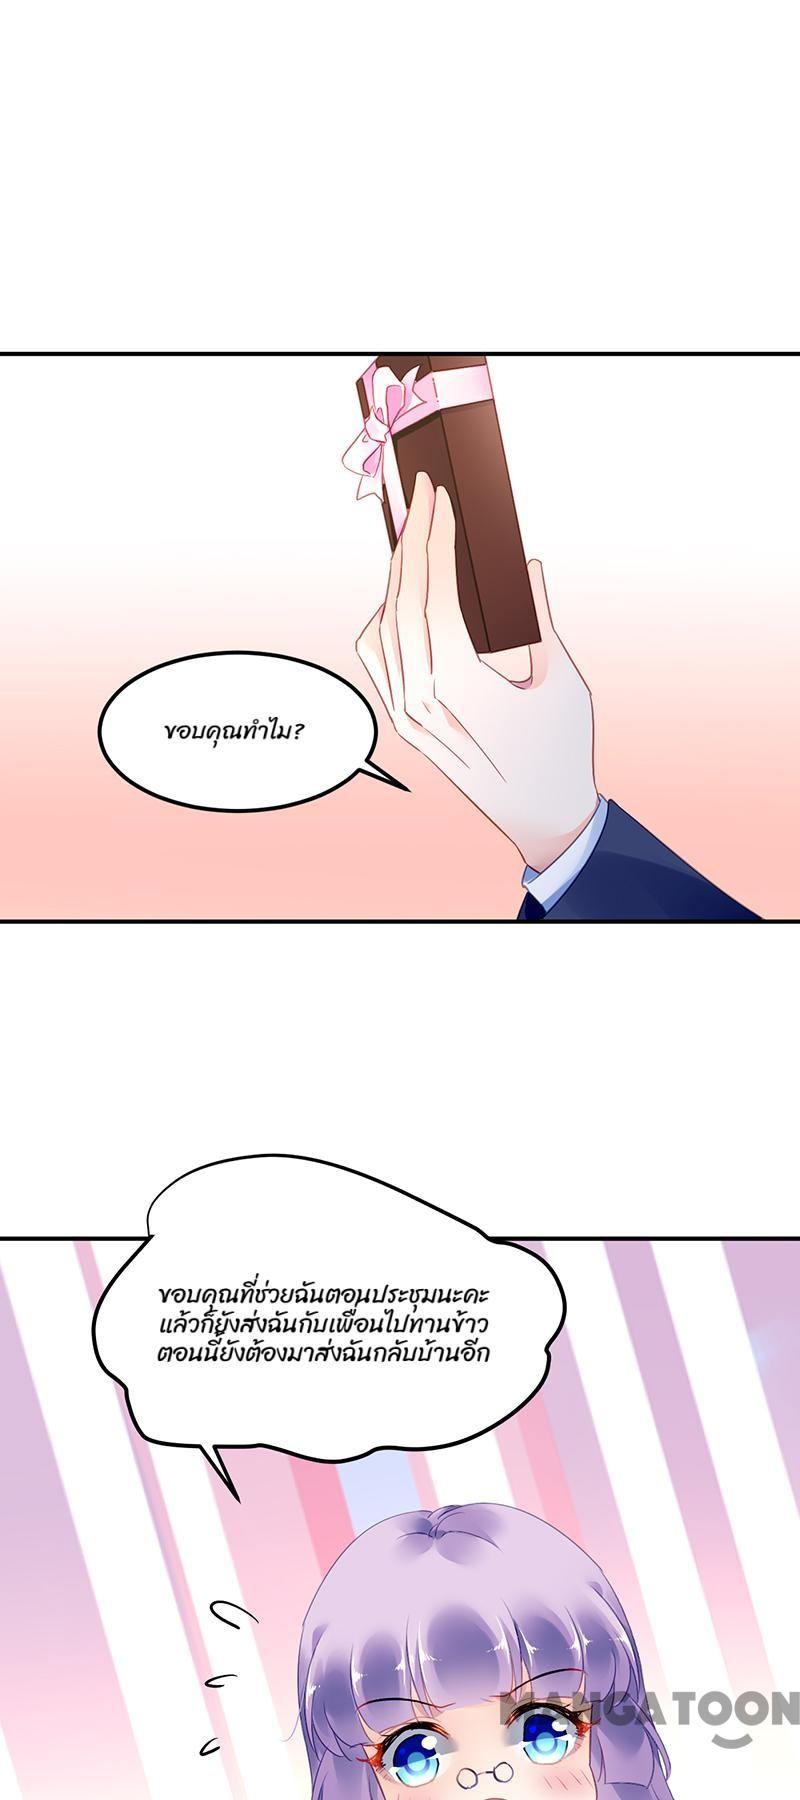 ขอบคุณทำไม?
ขอบคุณที่ช่วยฉันตอนประชุมนะคะ
แล้วก็ยังส่งฉันกับเพื่อนไปทานข้าว
ตอนนี้ยังต้องมาส่งฉันกลับบ้านอีก
MANGATOON